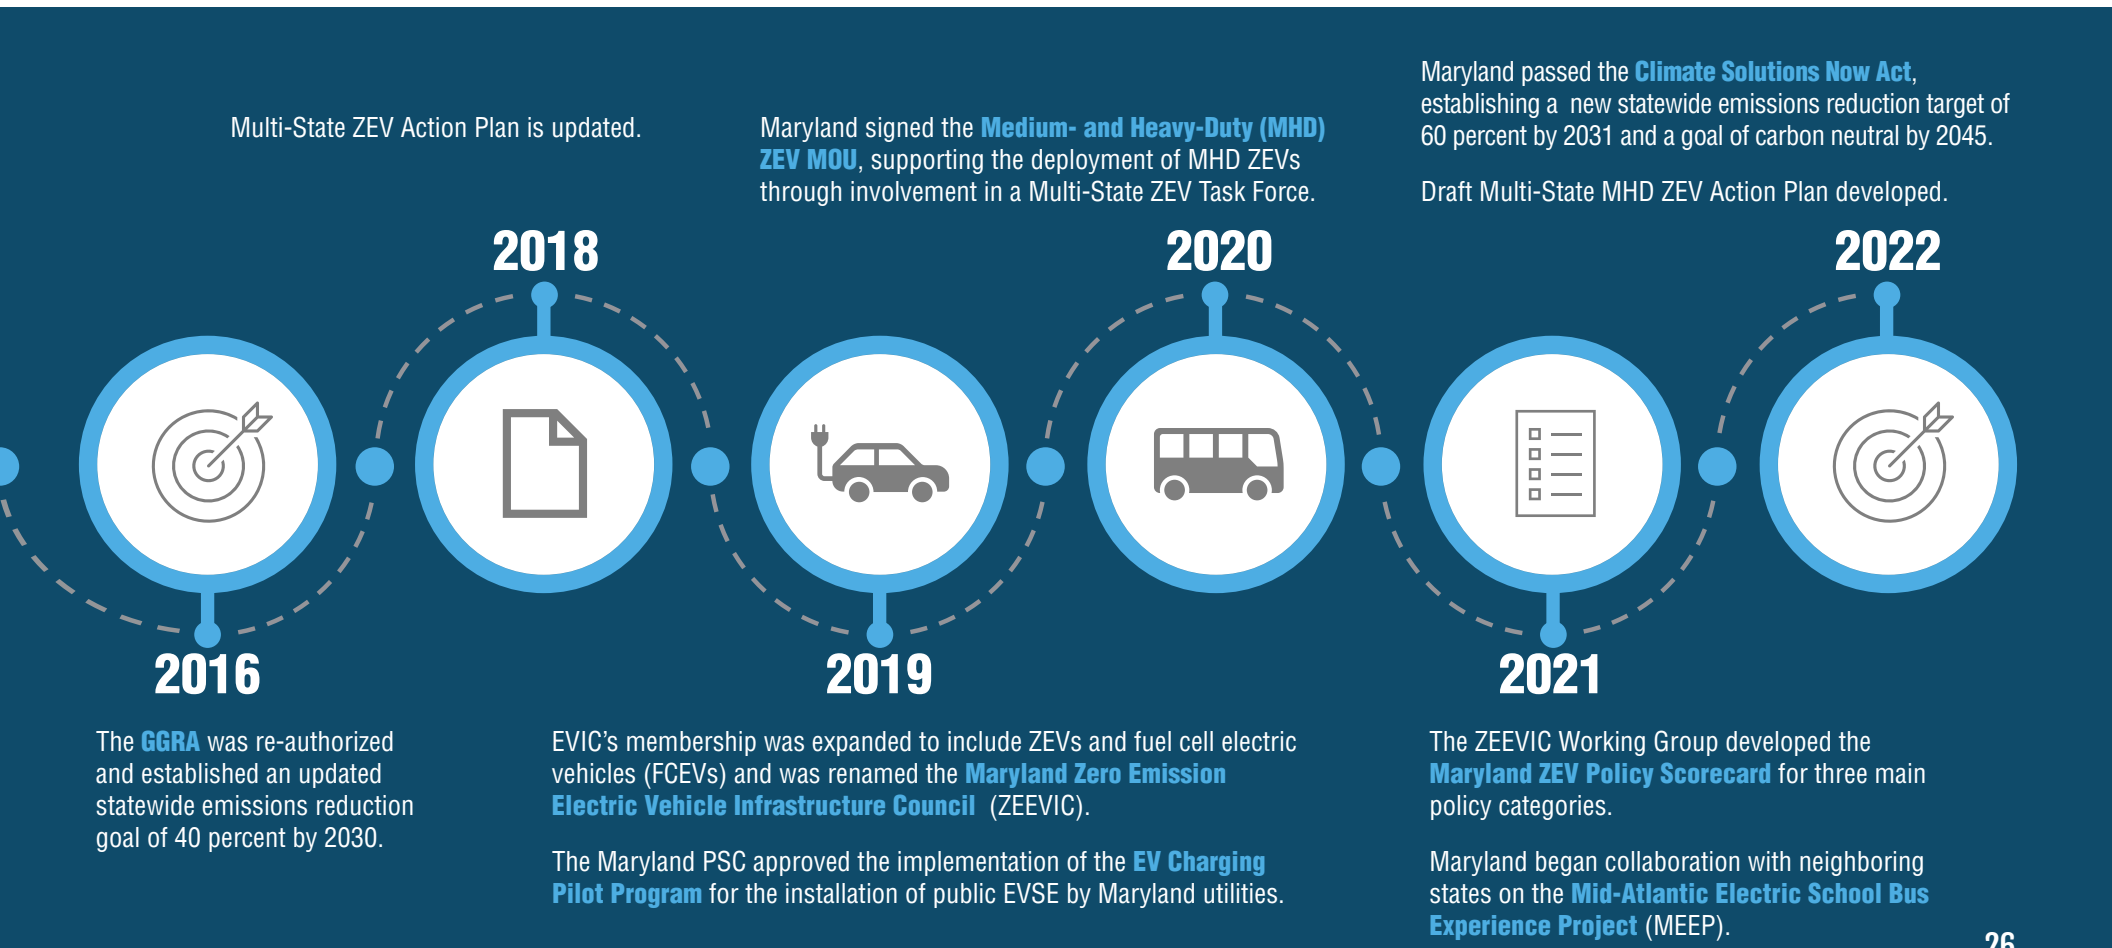 Multi-State ZEV Action Plan is updated.
2018
Maryland signed the Medium- and Heavy-Duty (MHD)
ZEV MOU, supporting the deployment of MHD ZEVs
through involvement in a Multi-State ZEV Task Force.
2020
Maryland passed the Climate Solutions Now Act,
establishing a  new statewide emissions reduction target of
60 percent by 2031 and a goal of carbon neutral by 2045.
Draft Multi-State MHD ZEV Action Plan developed.
2022
2016
The GGRA was re-authorized
and established an updated
statewide emissions reduction
goal of 40 percent by 2030.
2019
EVIC’s membership was expanded to include ZEVs and fuel cell electric
vehicles (FCEVs) and was renamed the Maryland Zero Emission
Electric Vehicle Infrastructure Council  (ZEEVIC).
The Maryland PSC approved the implementation of the EV Charging
Pilot Program for the installation of public EVSE by Maryland utilities.
2021
The ZEEVIC Working Group developed the
Maryland ZEV Policy Scorecard for three main
policy categories.
Maryland began collaboration with neighboring
states on the Mid-Atlantic Electric School Bus
Experience Project (MEEP).
26